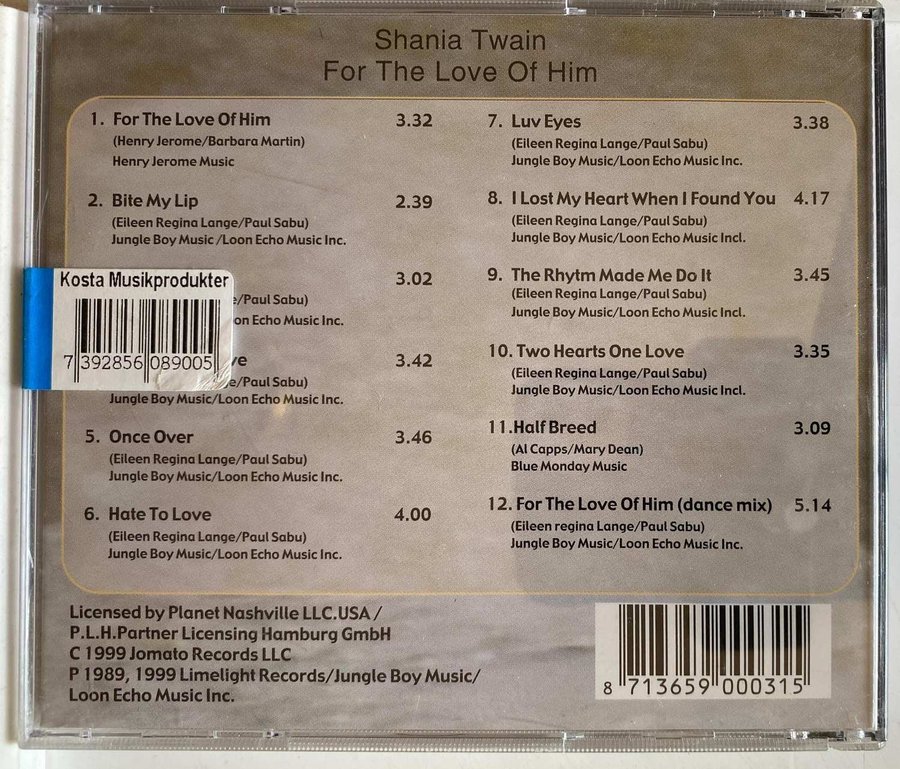 Shania Twain
For The Love Of Him
1. For The Love Of Him 3.32
(Henry Jerome/Barbara Martin)
Henry Jerome Music
2. Bite My Lip 2.39
(Eileen Regina Lange/Paul Sabu)
Jungle Boy Music /Loon Echo Music Inc.
Kosta Musikprodukter
7 392856 089005
3.02
/Paul Sabu)
on Echo Music Inc.
ve 3.42
e/Paul Sabu)
Jungle Boy Music/Loon Echo Music Inc.
5. Once Over 3.46
(Eileen Regina Lange/Paul Sabu)
Jungle Boy Music/Loon Echo Music Inc.
6. Hate To Love 4.00
(Eileen Regina Lange/Paul Sabu)
Jungle Boy Music/Loon Echo Music Inc.
7. Luv Eyes 3.38
(Eileen Regina Lange/Paul Sabu)
Jungle Boy Music/Loon Echo Music Inc.
8. I Lost My Heart When I Found You 4.17
(Eileen Regina Lange/Paul Sabu)
Jungle Boy Music/Loon Echo Music Incl.
9. The Rhytm Made Me Do It 3.45
(Eileen Regina Lange/Paul Sabu)
Jungle Boy Music/Loon Echo Music Incl.
10. Two Hearts One Love 3.35
(Eileen Regina Lange/Paul Sabu)
Jungle Boy Music/Loon Echo Music Incl.
11.Half Breed 3.09
(Al Capps/Mary Dean)
Blue Monday Music
12. For The Love Of Him (dance mix) 5.14
(Eileen regina Lange/Paul Sabu)
Jungle Boy Music/Loon Echo Music Inc.
Licensed by Planet Nashville LLC.USA /
P.L.H.Partner Licensing Hamburg GmbH
C 1999 Jomato Records LLC
P 1989, 1999 Limelight Records/Jungle Boy Music/
Loon Echo Music Inc.
8 713659 000315